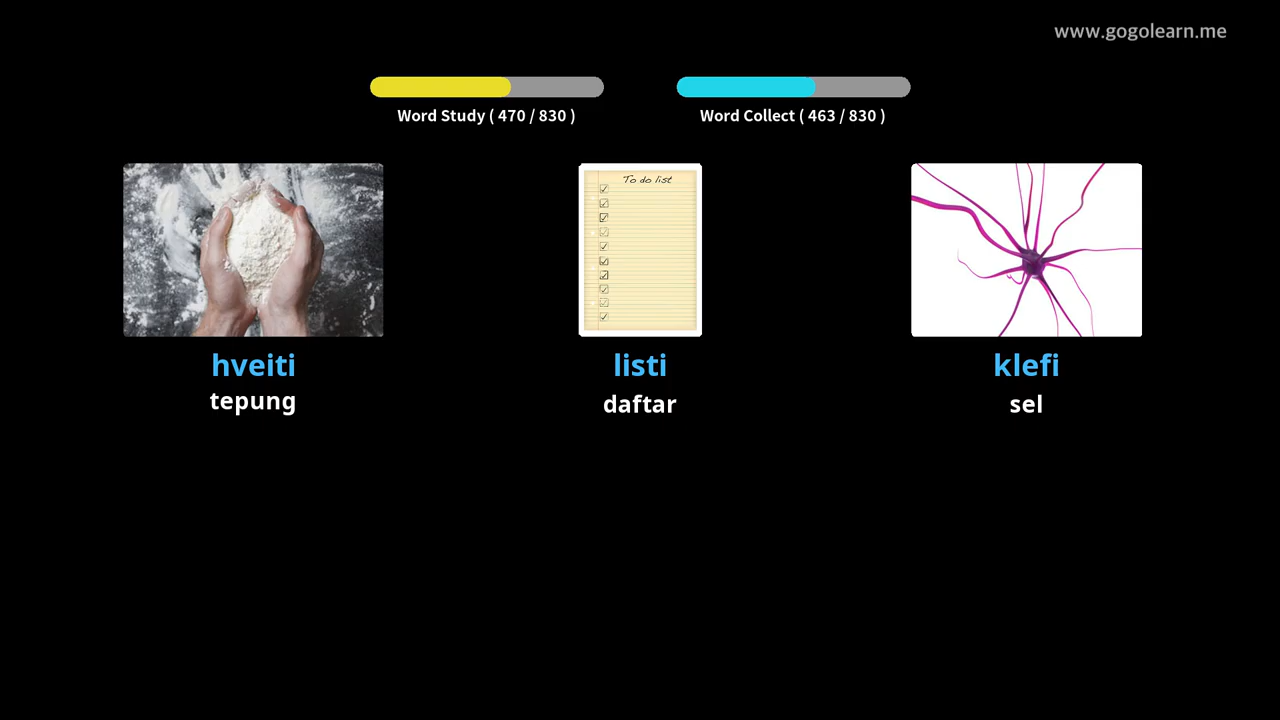 www.gogolearn.me
Word Study ( 470 / 830 )
Word Collect ( 463 / 830 )
To do list
hveiti
tepung
listi
daftar
klefi
sel